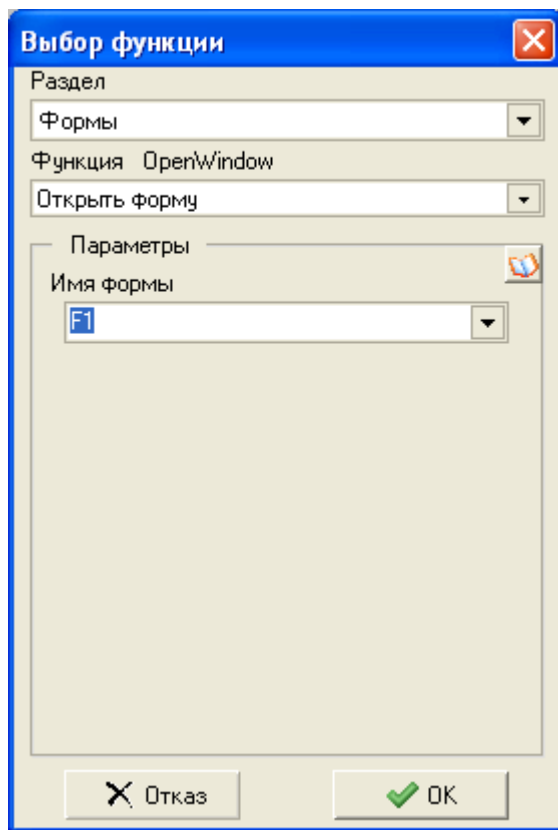 Выбор функции
Раздел
Формы
Функция OpenWindow
Открыть форму
Параметры
Имя формы
F1
Отказ
OK